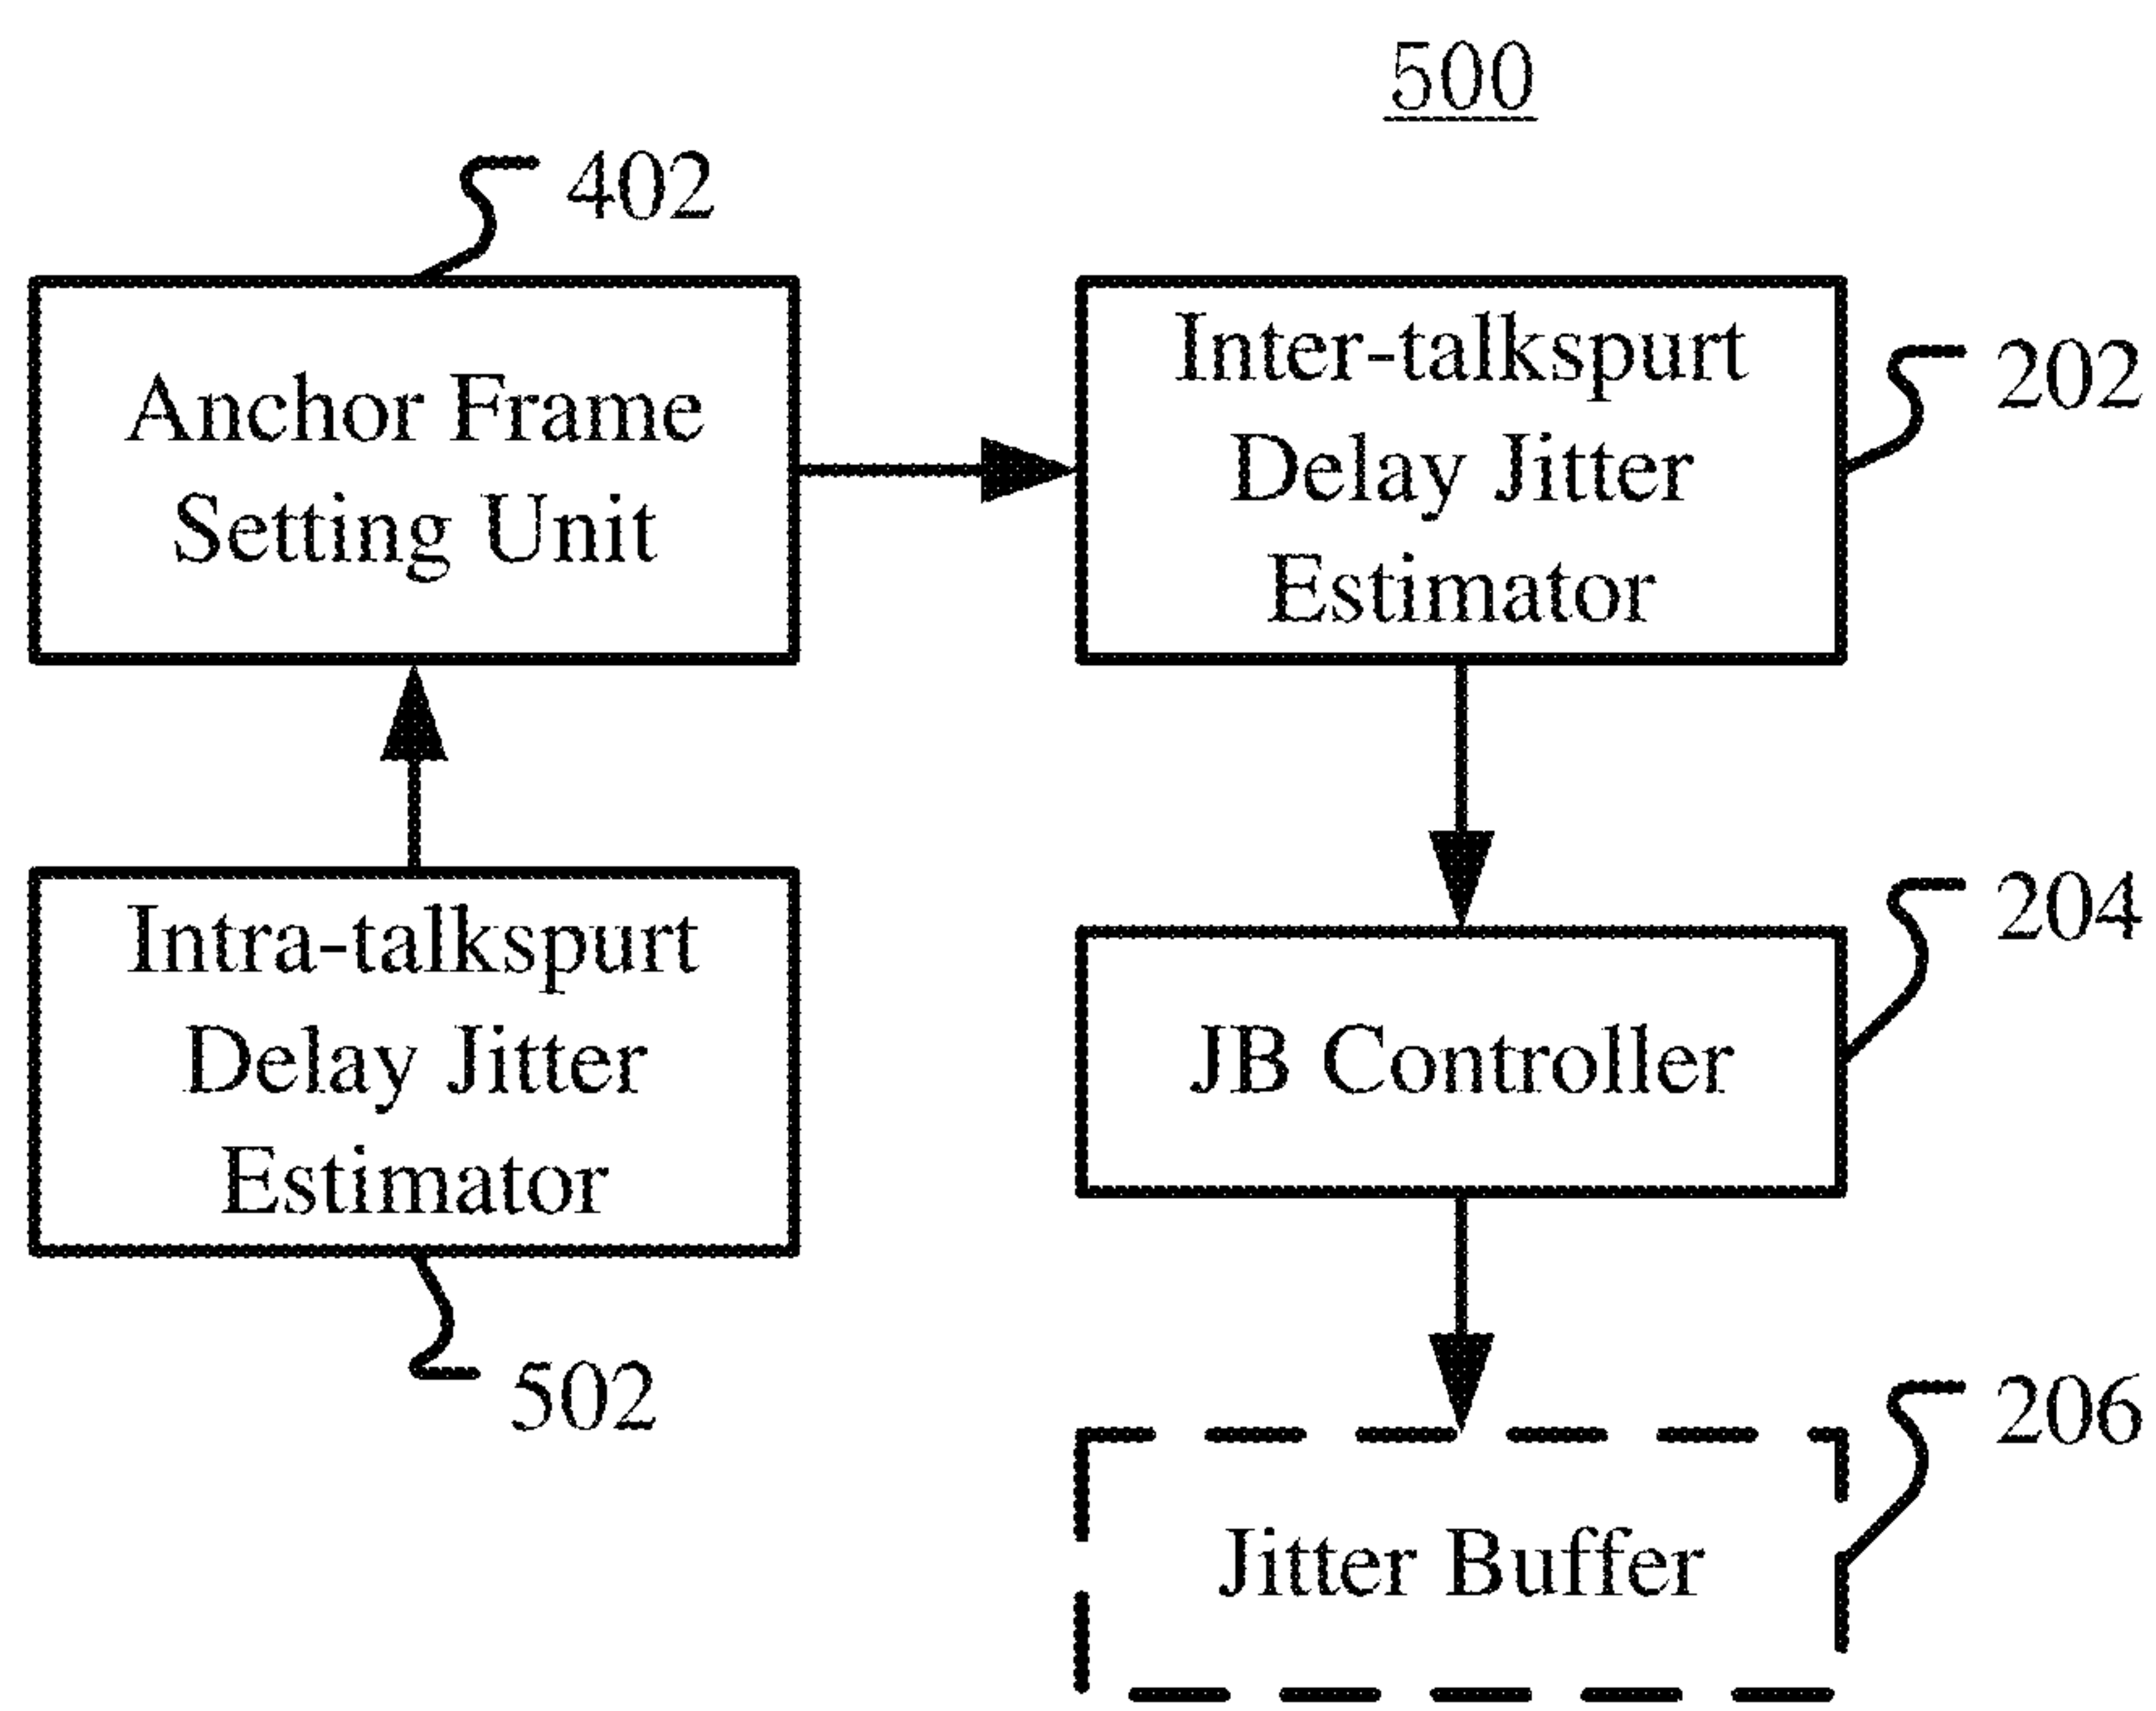 500
402
Anchor Frame
Setting Unit
Inter-talkspurt
Delay Jitter
Estimator
202
Intra-talkspurt
Delay Jitter
Estimator
502
JB Controller
204
Jitter Buffer
206